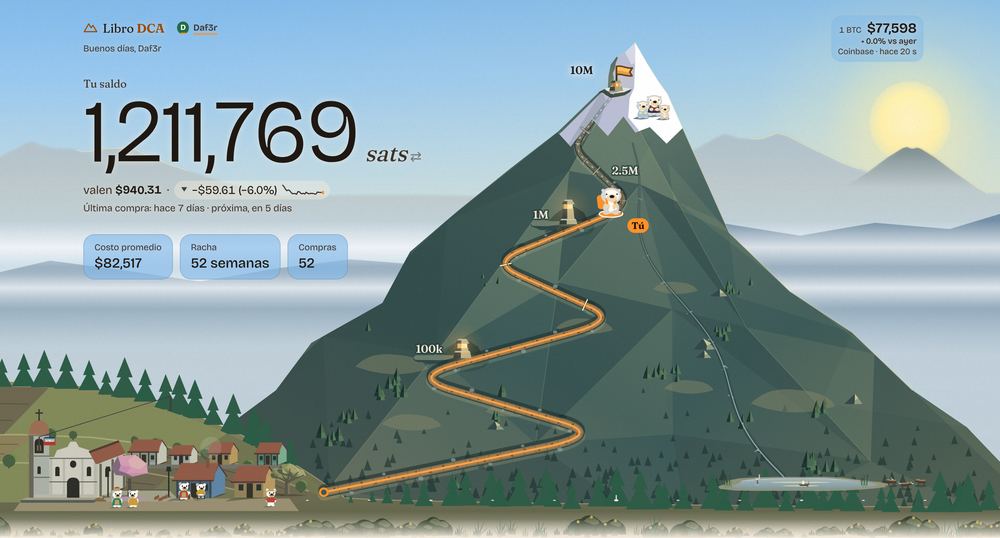 Libro DCA
D Daf3r
Buenos días, Daf3r
1 BTC $77,598
• 0.0% vs ayer
Coinbase · hace 20 s
Tu saldo
1,211,769 sats ⇄
valen $940.31 · ▼ −$59.61 (−6.0%)
Última compra: hace 7 días · próxima, en 5 días
Costo promedio
$82,517
Racha
52 semanas
Compras
52
10M
2.5M
1M
Tú
100k